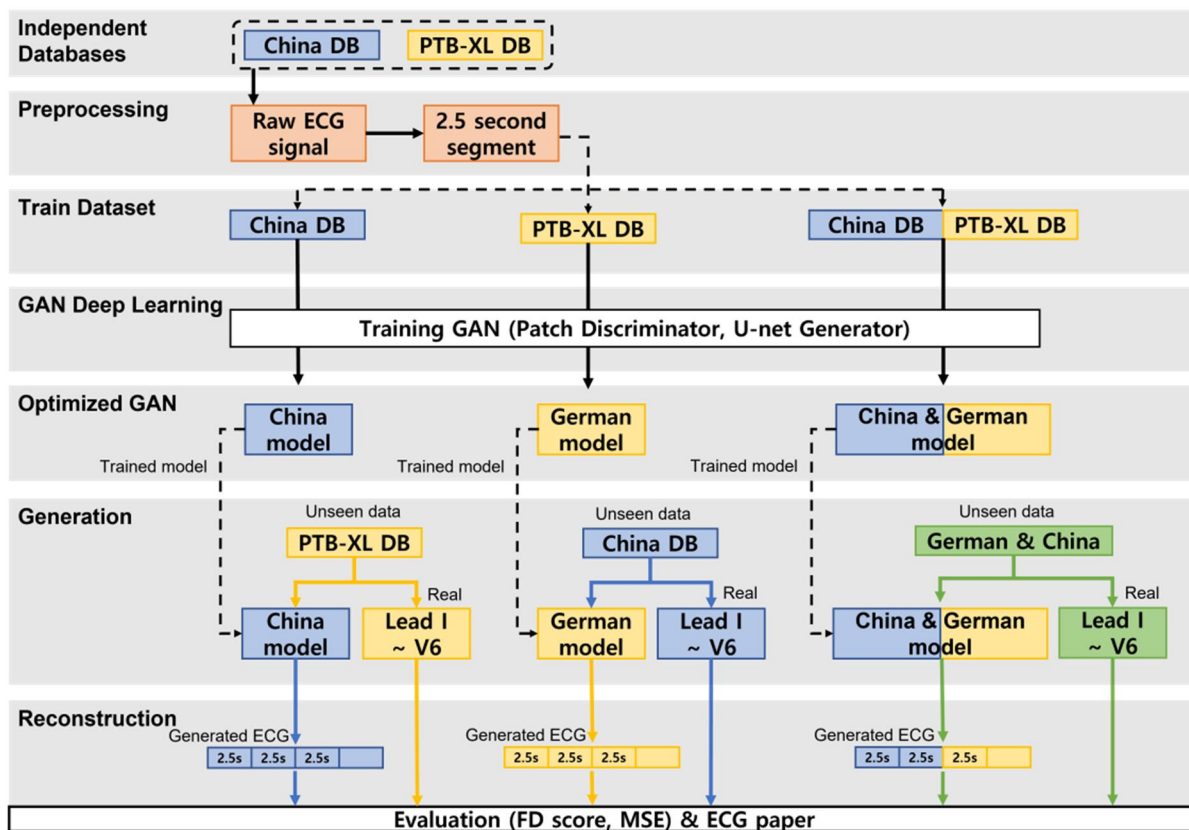 Independent
Databases
China DB
PTB-XL DB
Preprocessing
Raw ECG
signal
2.5 second
segment
Train Dataset
China DB
PTB-XL DB
China DB
PTB-XL DB
GAN Deep Learning
Training GAN (Patch Discriminator, U-net Generator)
Optimized GAN
China
model
German
model
China & German
model
Trained model
Trained model
Trained model
Generation
Unseen data
PTB-XL DB
Real
China
model
Lead I
~ V6
Unseen data
China DB
Real
German
model
Lead I
~ V6
Unseen data
German & China
Real
China & German
model
Lead I
~ V6
Reconstruction
Generated ECG
2.5s 2.5s 2.5s
Generated ECG
2.5s 2.5s 2.5s
Generated ECG
2.5s 2.5s 2.5s
Evaluation (FD score, MSE) & ECG paper